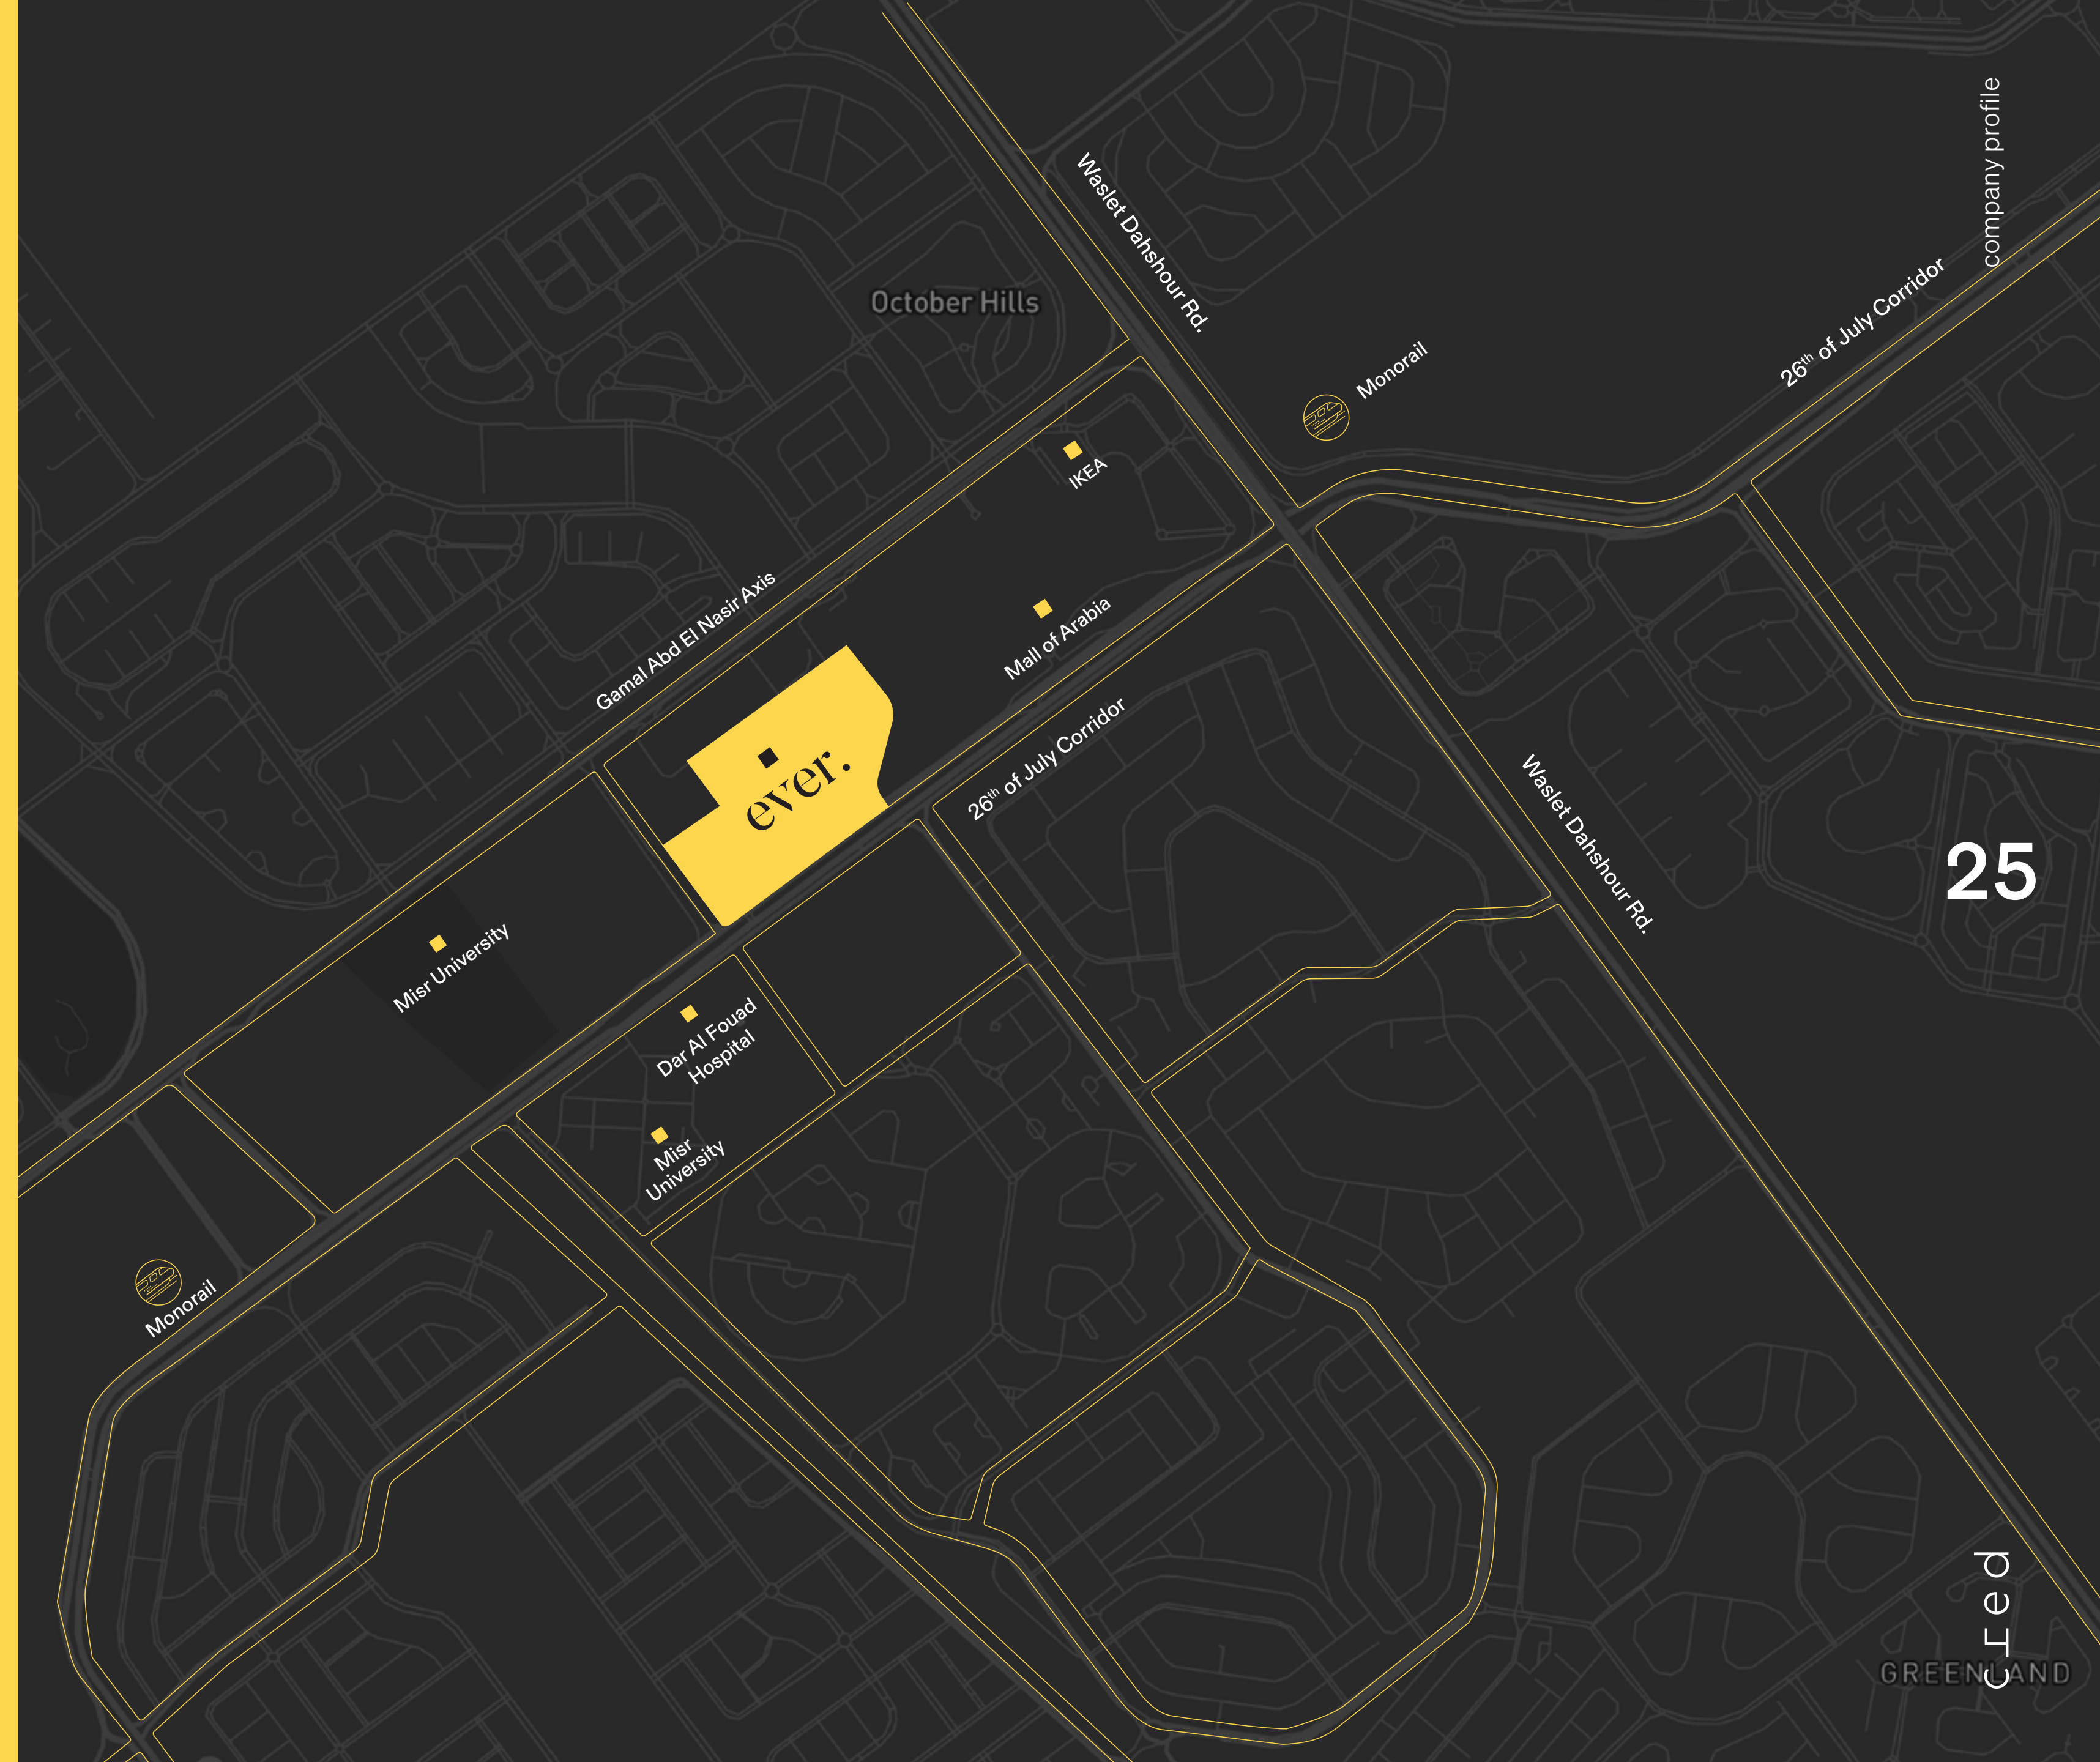 company profile
Waslet Dahshour Rd.
26th of July Corridor
October Hills
Monorail
IKEA
Gamal Abd El Nasir Axis
Mall of Arabia
26th of July Corridor
ever.
Waslet Dahshour Rd.
25
Misr University
Dar Al Fouad
Hospital
Misr
University
Monorail
cred
GREENLAND